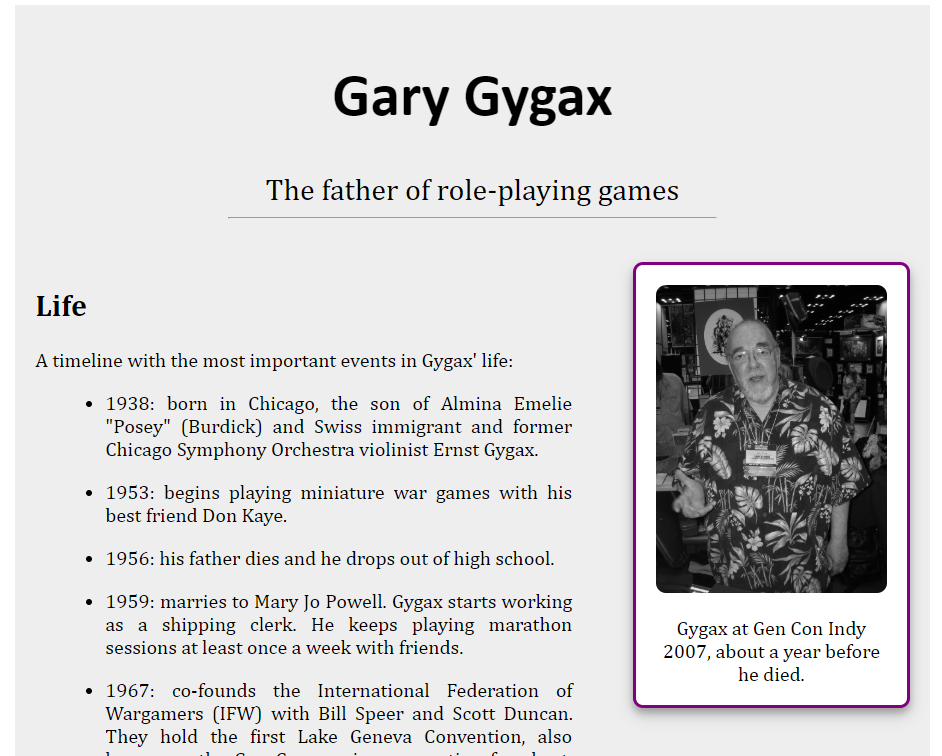 Gary Gygax
The father of role-playing games
Life
A timeline with the most important events in Gygax' life:
• 1938: born in Chicago, the son of Almina Emelie
"Posey" (Burdick) and Swiss immigrant and former
Chicago Symphony Orchestra violinist Ernst Gygax.
• 1953: begins playing miniature war games with his
best friend Don Kaye.
• 1956: his father dies and he drops out of high school.
• 1959: marries to Mary Jo Powell. Gygax starts working
as a shipping clerk. He keeps playing marathon
sessions at least once a week with friends.
• 1967: co-founds the International Federation of
Wargamers (IFW) with Bill Speer and Scott Duncan.
They hold the first Lake Geneva Convention, also
Gygax at Gen Con Indy
2007, about a year before
he died.